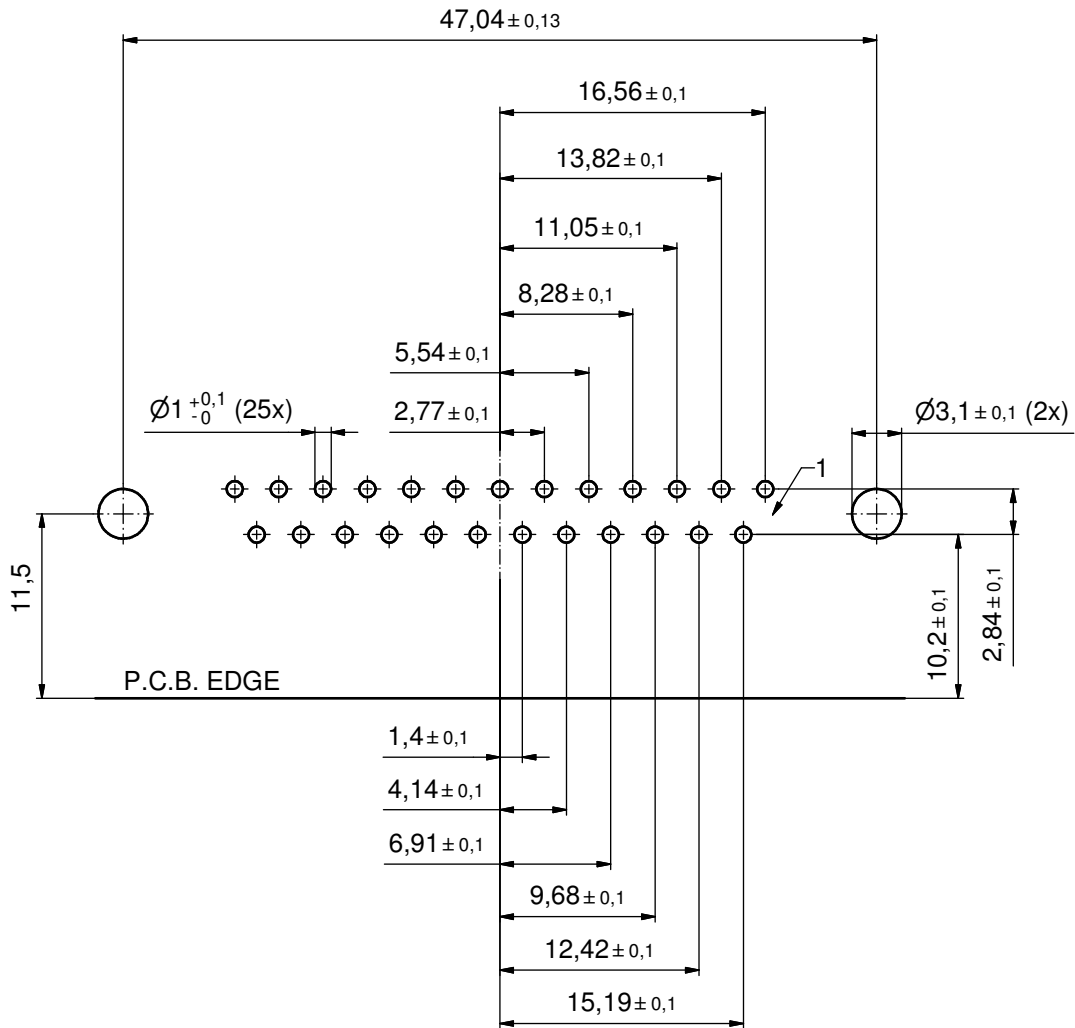 47,04 ± 0,13
16,56 ± 0,1
13,82 ± 0,1
11,05 ± 0,1
8,28 ± 0,1
5,54 ± 0,1
Ø1 +0,1 -0 (25x)
2,77 ± 0,1
Ø3,1 ± 0,1 (2x)
1
11,5
10,2 ± 0,1
2,84 ± 0,1
P.C.B. EDGE
1,4 ± 0,1
4,14 ± 0,1
6,91 ± 0,1
9,68 ± 0,1
12,42 ± 0,1
15,19 ± 0,1